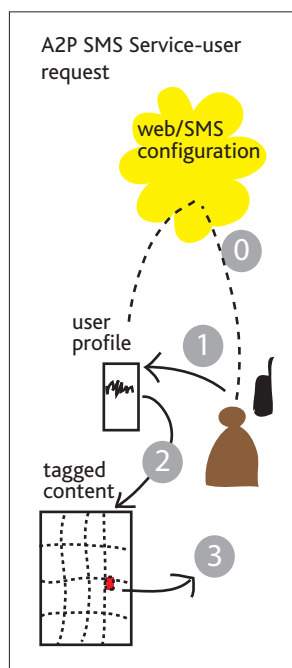 A2P SMS Service-user
request
web/SMS
configuration
0
user
profile
1
2
tagged
content
3